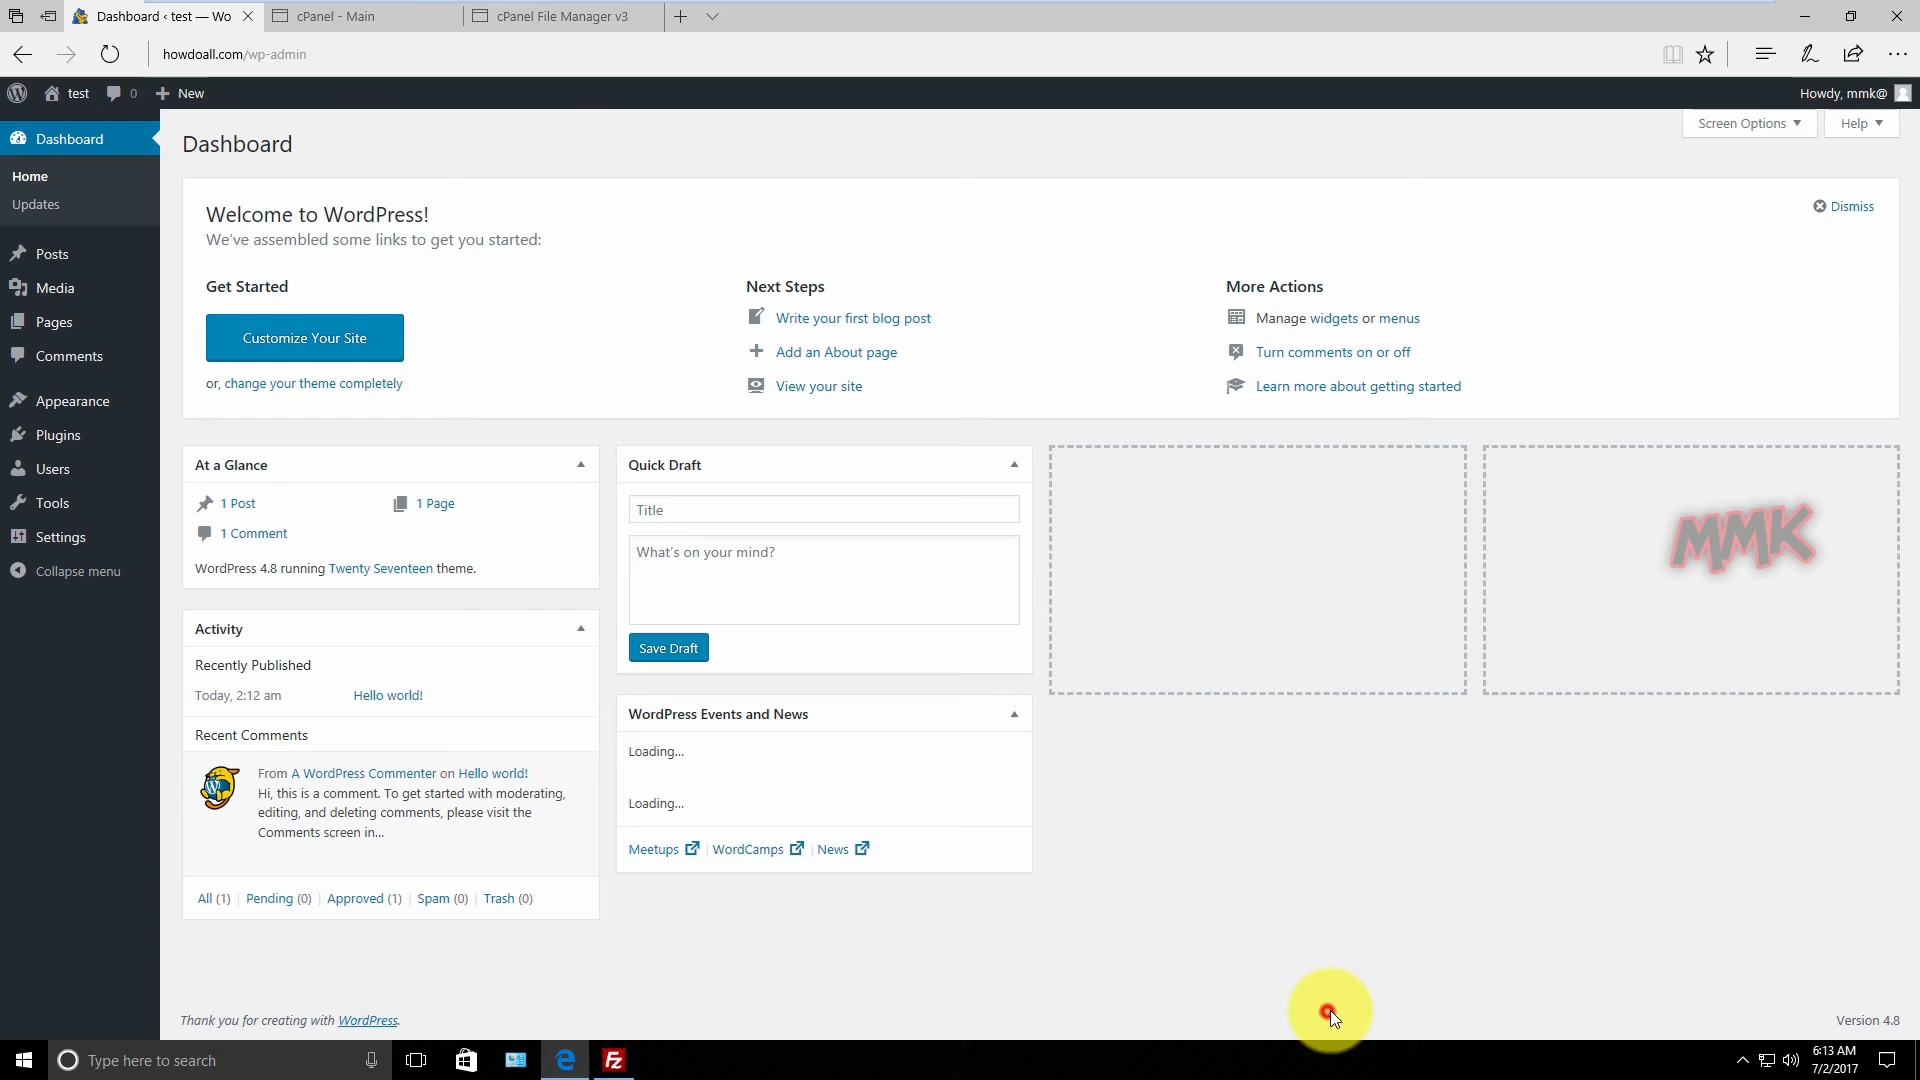 Dashboard ‹ test — Wo
cPanel - Main
cPanel File Manager v3
howdoall.com/wp-admin
test
0
New
Howdy, mmk@
Dashboard
Home
Updates
Posts
Media
Pages
Comments
Appearance
Plugins
Users
Tools
Settings
Collapse menu
Dashboard
Screen Options
Help
Welcome to WordPress!
Dismiss
We've assembled some links to get you started:
Get Started
Customize Your Site
or, change your theme completely
Next Steps
Write your first blog post
Add an About page
View your site
More Actions
Manage widgets or menus
Turn comments on or off
Learn more about getting started
At a Glance
1 Post
1 Page
1 Comment
WordPress 4.8 running Twenty Seventeen theme.
Activity
Recently Published
Today, 2:12 am
Hello world!
Recent Comments
From A WordPress Commenter on Hello world!
Hi, this is a comment. To get started with moderating,
editing, and deleting comments, please visit the
Comments screen in…
All (1) | Pending (0) | Approved (1) | Spam (0) | Trash (0)
Quick Draft
Title
What's on your mind?
Save Draft
WordPress Events and News
Loading...
Loading...
Meetups | WordCamps | News
MMK
Thank you for creating with WordPress.
Version 4.8
Type here to search
Fz
6:13 AM
7/2/2017